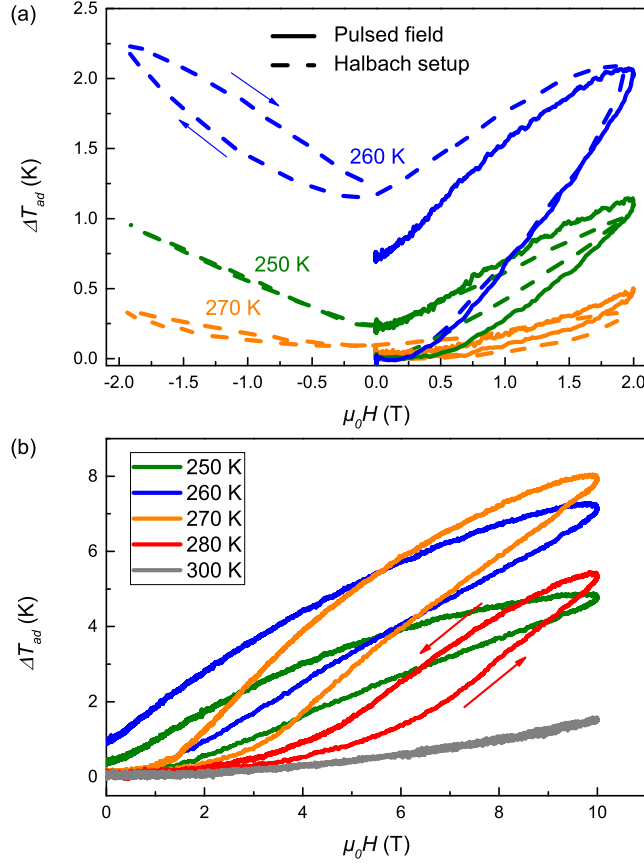 (a)
2.5
2.0
1.5
1.0
0.5
0.0
ΔT_ad (K)
Pulsed field
Halbach setup
260 K
250 K
270 K
-2.0 -1.5 -1.0 -0.5 0.0 0.5 1.0 1.5 2.0
μ₀H (T)
(b)
8
6
4
2
0
ΔT_ad (K)
250 K
260 K
270 K
280 K
300 K
0 2 4 6 8 10
μ₀H (T)